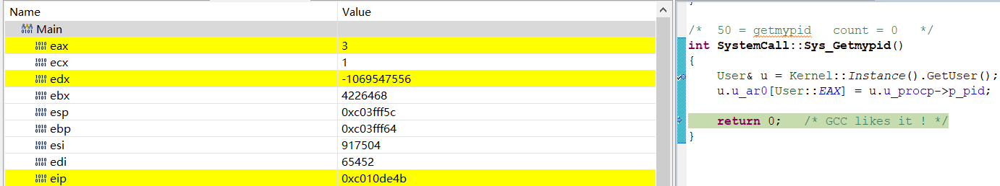 Name Value
Main
eax 3
ecx 1
edx -1069547556
ebx 4226468
esp 0xc03fff5c
ebp 0xc03fff64
esi 917504
edi 65452
eip 0xc010de4b
}
/* 50 = getmypid count = 0 */
int SystemCall::Sys_Getmypid()
{
User& u = Kernel::Instance().GetUser();
u.u_ar0[User::EAX] = u.u_procp->p_pid;
return 0; /* GCC likes it ! */
}